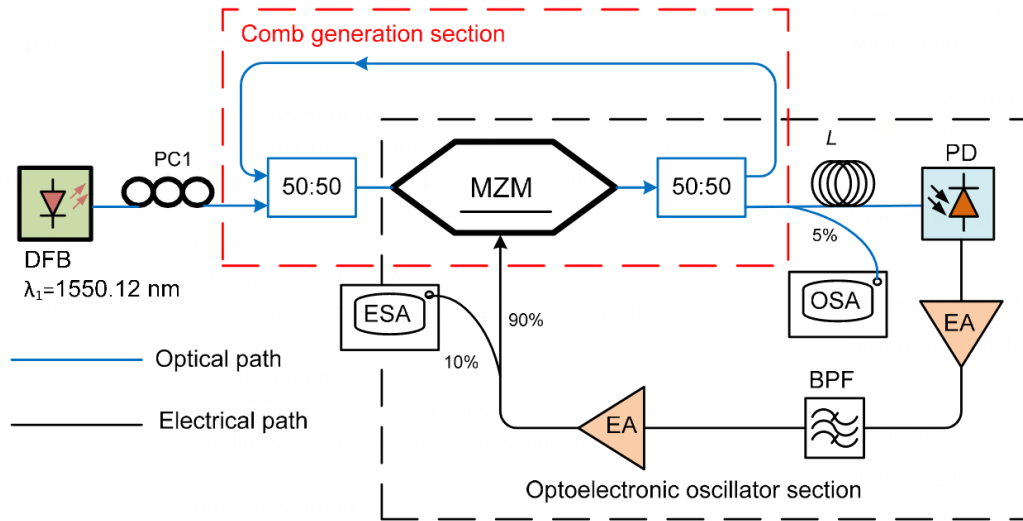 Comb generation section
PC1
L
PD
50:50
MZM
50:50
DFB
λ₁=1550.12 nm
5%
ESA
OSA
90%
EA
10%
Optical path
BPF
Electrical path
EA
Optoelectronic oscillator section